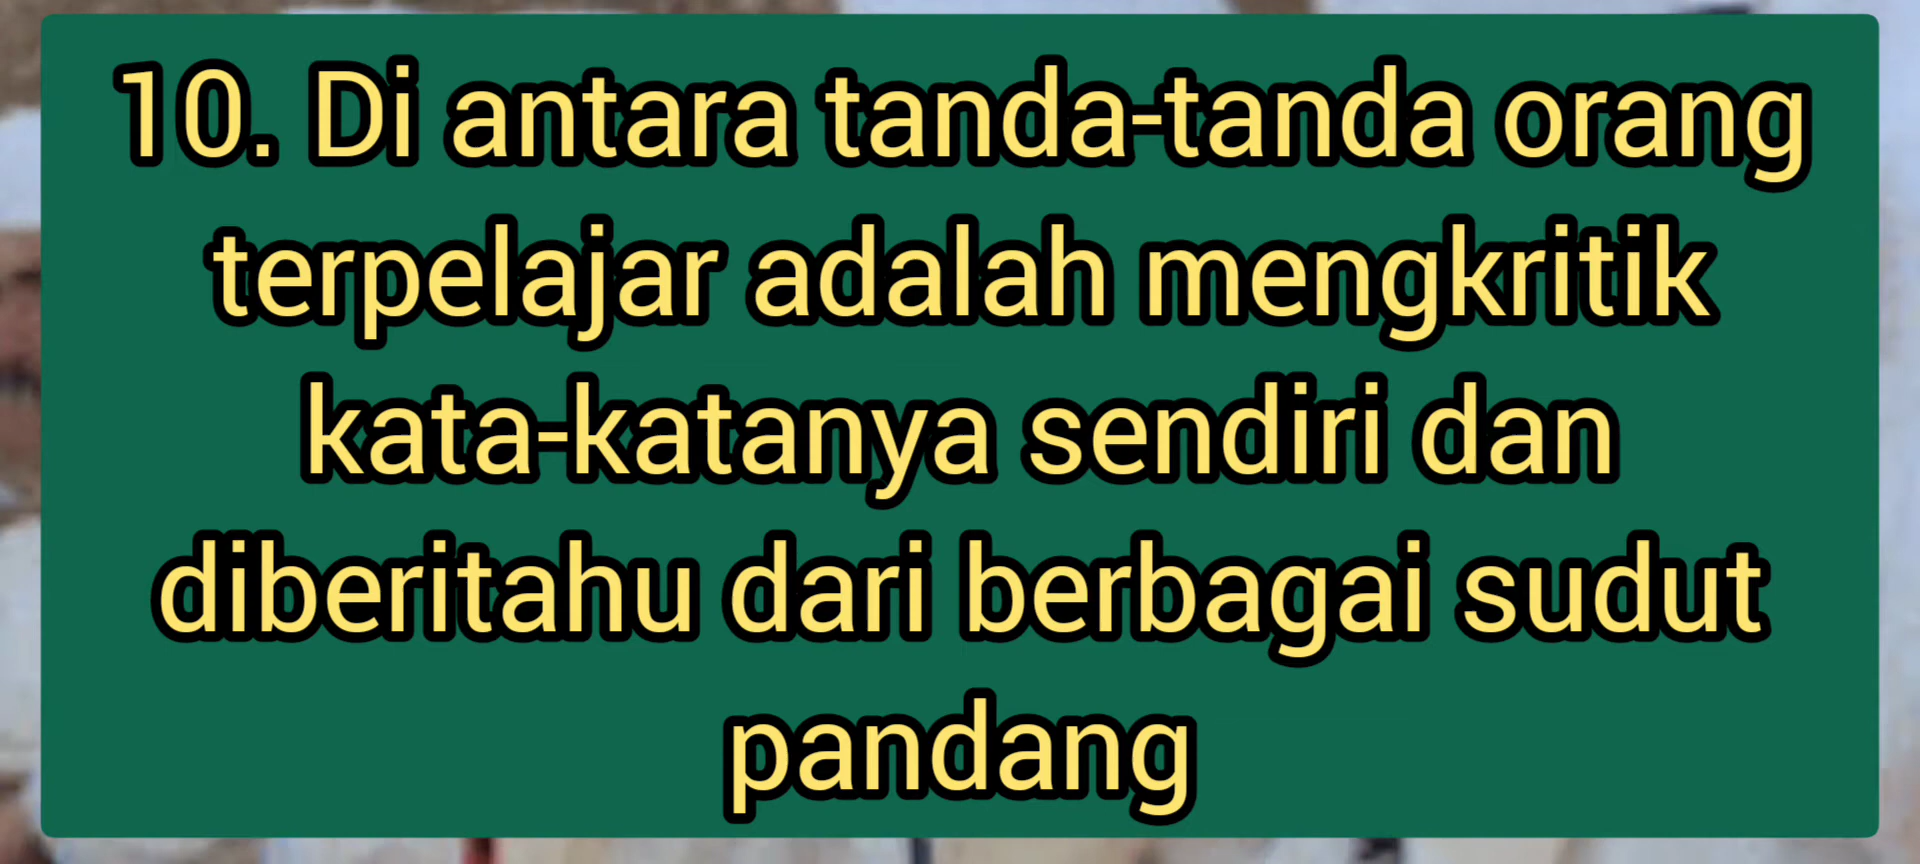 10. Di antara tanda-tanda orang
terpelajar adalah mengkritik
kata-katanya sendiri dan
diberitahu dari berbagai sudut
pandang